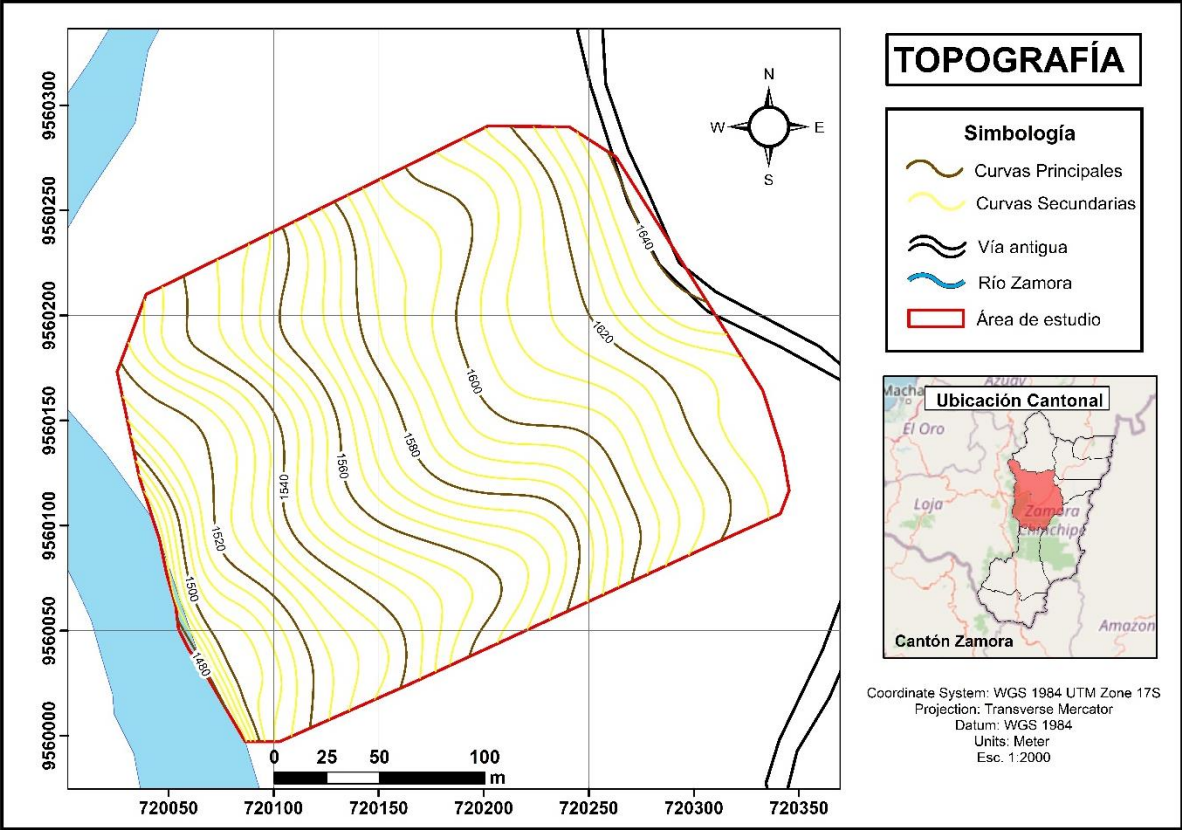 TOPOGRAFÍA
Simbología
Curvas Principales
Curvas Secundarias
Vía antigua
Río Zamora
Área de estudio
N
W
E
S
9560300
9560250
9560200
9560150
9560100
9560050
9560000
720050
720100
720150
720200
720250
720300
720350
1640
1620
1600
1580
1560
1540
1520
1500
1480
0
25
50
100
m
Ubicación Cantonal
Azuay
Macha
El Oro
Loja
Zamora
Chinchipe
Amazon
Cantón Zamora
Coordinate System: WGS 1984 UTM Zone 17S
Projection: Transverse Mercator
Datum: WGS 1984
Units: Meter
Esc. 1:2000